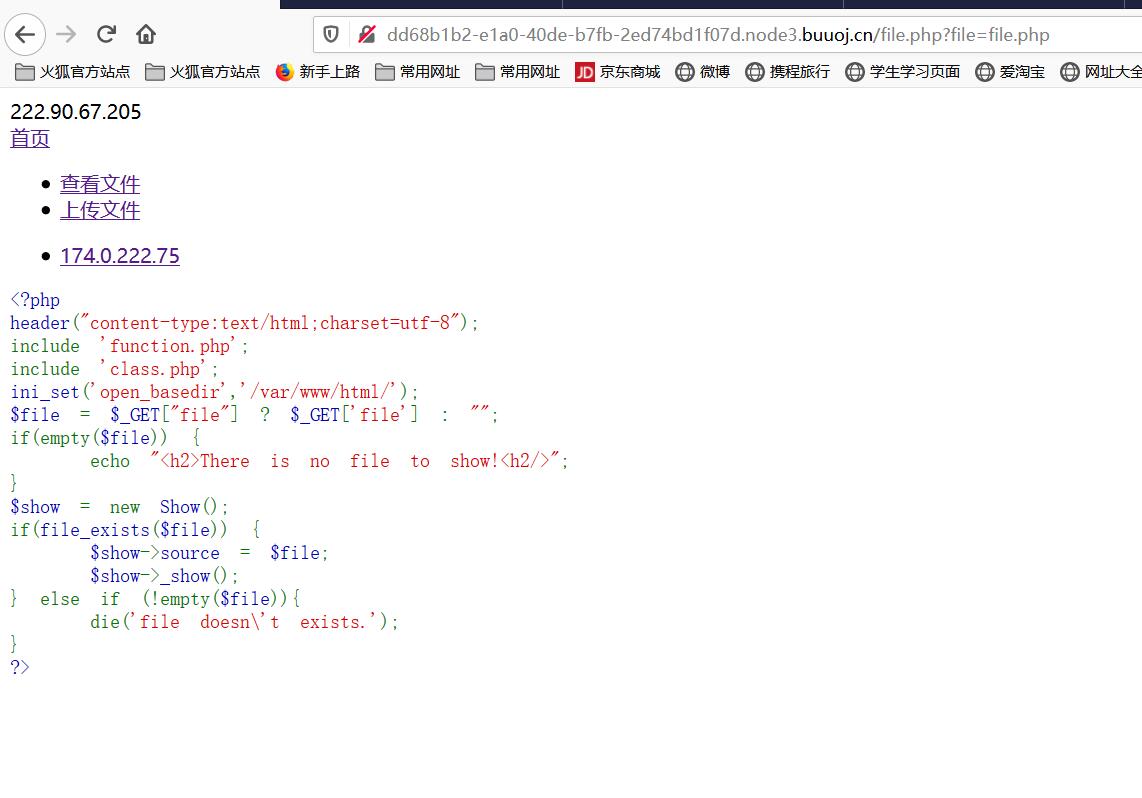 dd68b1b2-e1a0-40de-b7fb-2ed74bd1f07d.node3.buuoj.cn/file.php?file=file.php
火狐官方站点 火狐官方站点 新手上路 常用网址 常用网址 JD 京东商城 微博 携程旅行 学生学习页面 爱淘宝 网址大全
222.90.67.205
首页
查看文件
上传文件
174.0.222.75
<?php
header("content-type:text/html;charset=utf-8");
include 'function.php';
include 'class.php';
ini_set('open_basedir','/var/www/html/');
$file = $_GET["file"] ? $_GET['file'] : "";
if(empty($file)) {
echo "<h2>There is no file to show!<h2/>";
}
$show = new Show();
if(file_exists($file)) {
$show->source = $file;
$show->_show();
} else if (!empty($file)){
die('file doesn\'t exists.');
}
?>